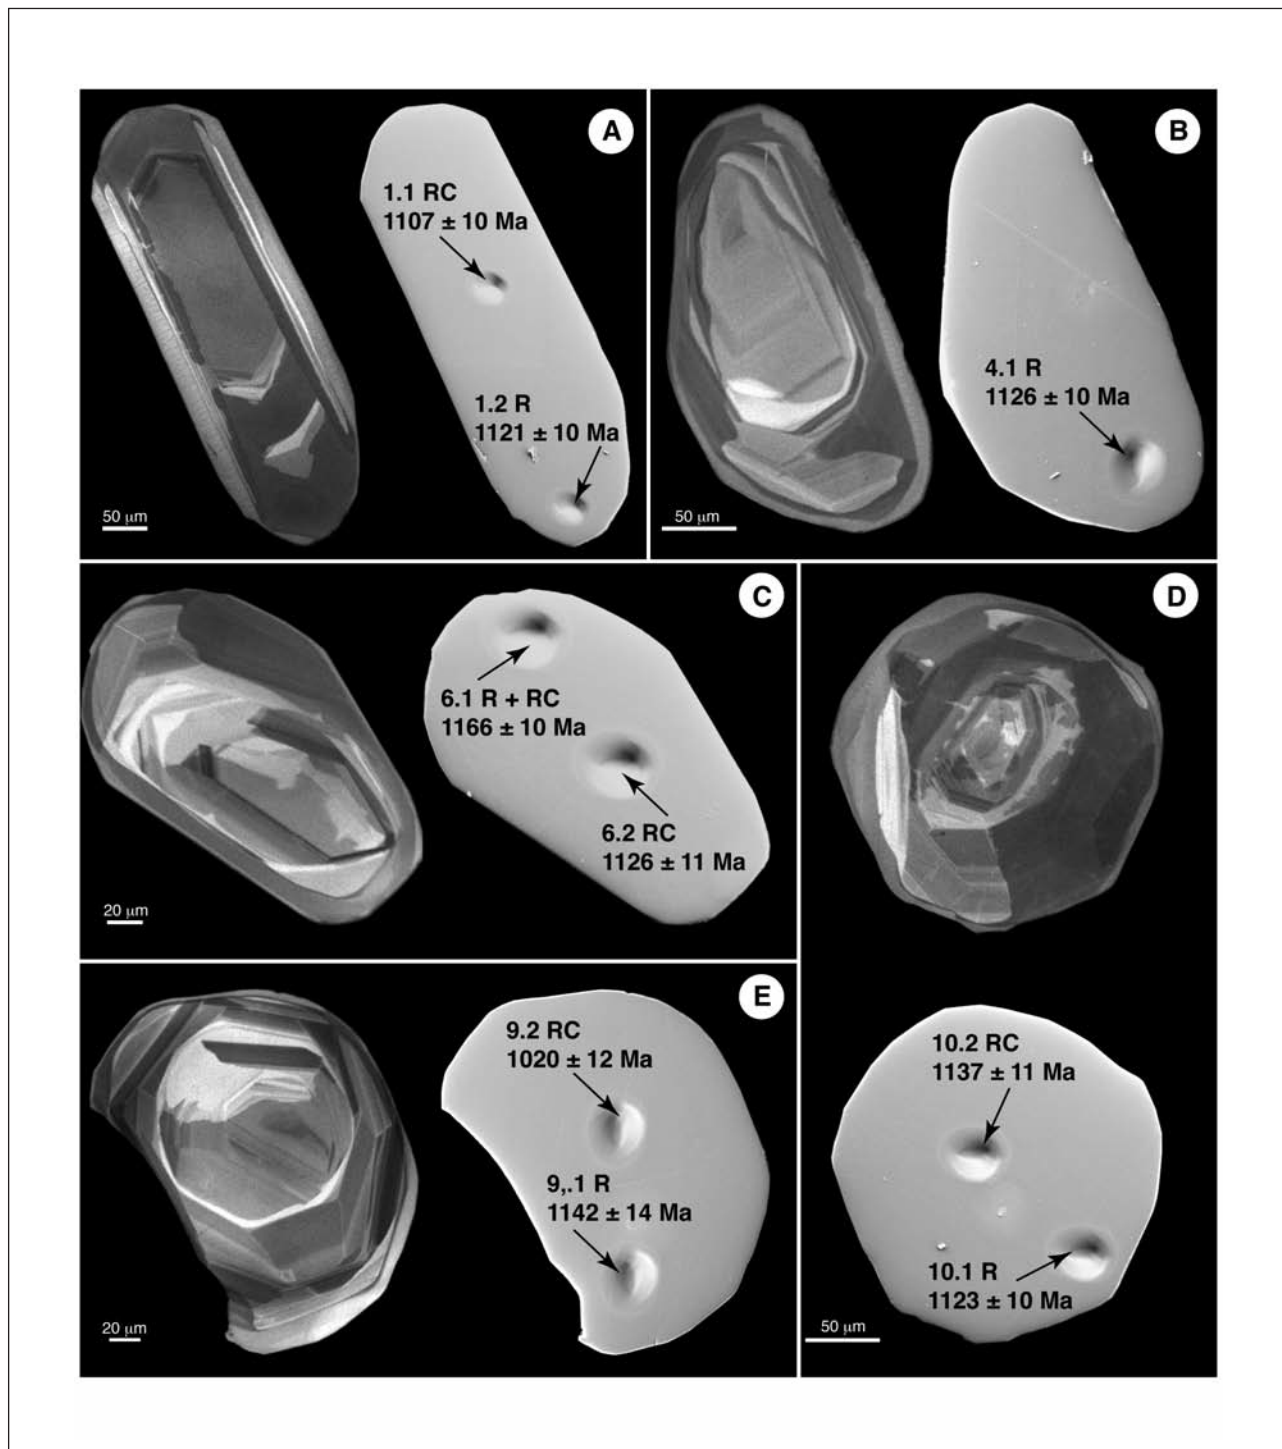 A
1.1 RC
1107 ± 10 Ma
1.2 R
1121 ± 10 Ma
50 µm
B
4.1 R
1126 ± 10 Ma
50 µm
C
6.1 R + RC
1166 ± 10 Ma
6.2 RC
1126 ± 11 Ma
20 µm
D
10.2 RC
1137 ± 11 Ma
10.1 R
1123 ± 10 Ma
50 µm
E
9.2 RC
1020 ± 12 Ma
9,.1 R
1142 ± 14 Ma
20 µm